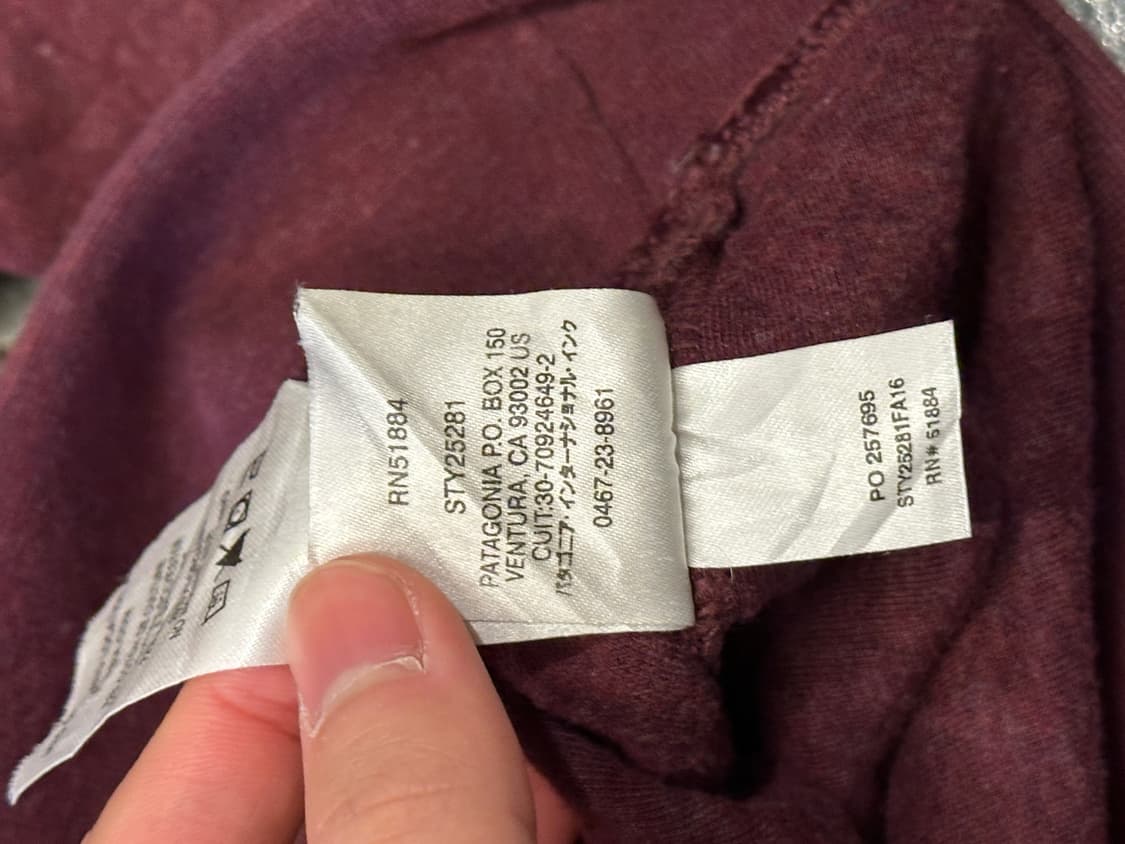 RN51884
STY25281
PATAGONIA P.O. BOX 150
VENTURA, CA 93002 US
CUIT:30-70924649-2
パタゴニア・インターナショナル・インク
0467-23-8961
PO 257695
STY25281FA16
RN# 51884